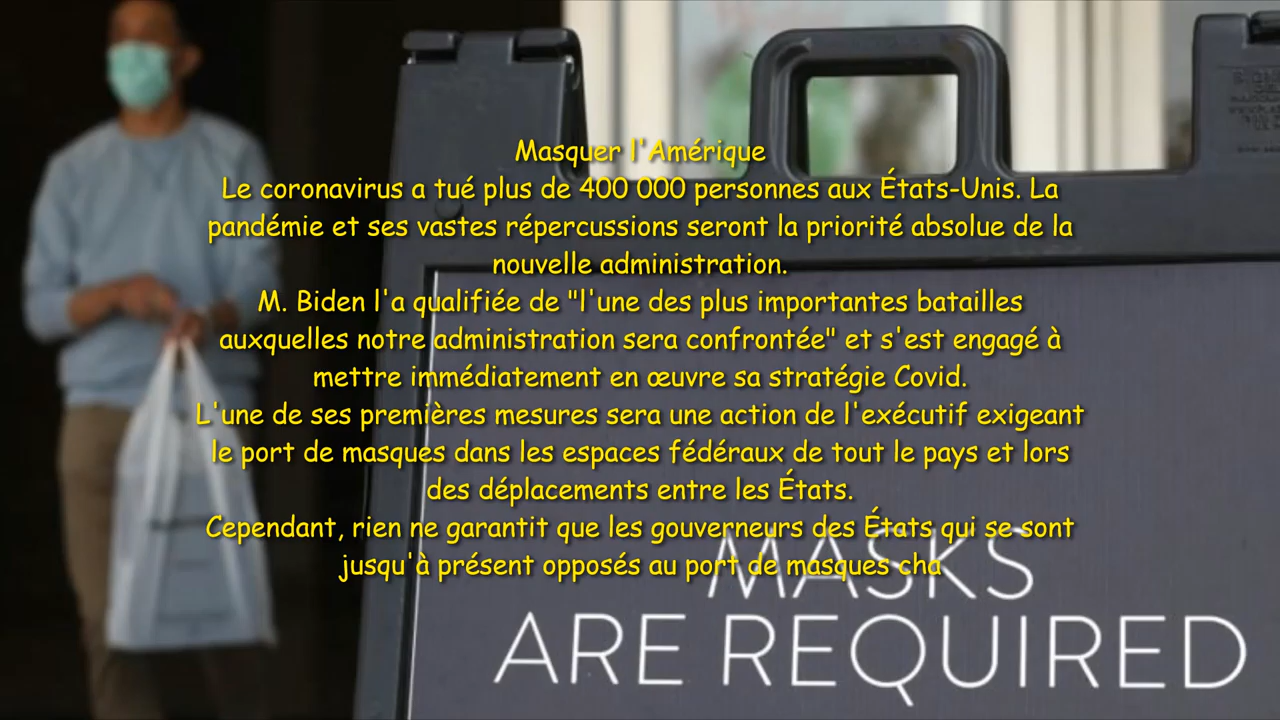 Masquer l'Amérique
Le coronavirus a tué plus de 400 000 personnes aux États-Unis. La
pandémie et ses vastes répercussions seront la priorité absolue de la
nouvelle administration.
M. Biden l'a qualifiée de "l'une des plus importantes batailles
auxquelles notre administration sera confrontée" et s'est engagé à
mettre immédiatement en œuvre sa stratégie Covid.
L'une de ses premières mesures sera une action de l'exécutif exigeant
le port de masques dans les espaces fédéraux de tout le pays et lors
des déplacements entre les États.
Cependant, rien ne garantit que les gouverneurs des États qui se sont
jusqu'à présent opposés au port de masques cha
MASKS
ARE REQUIRED